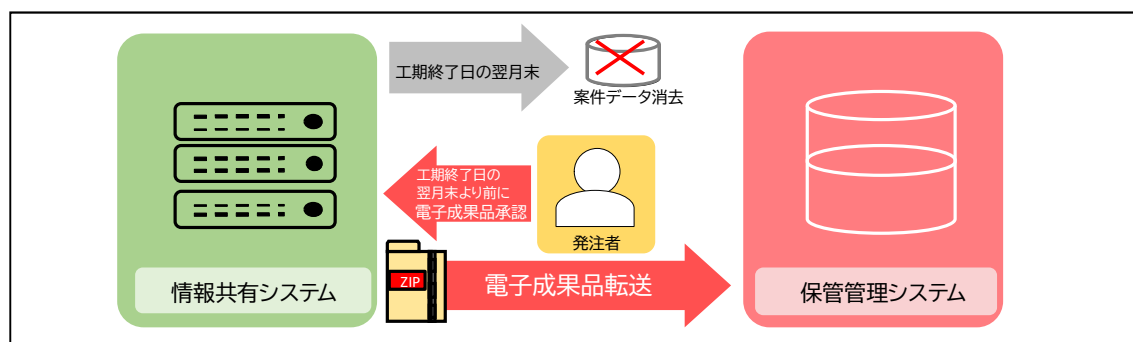 工期終了日の翌月末
案件データ消去
工期終了日の
翌月末より前に
電子成果品承認
発注者
ZIP
電子成果品転送
情報共有システム
保管管理システム